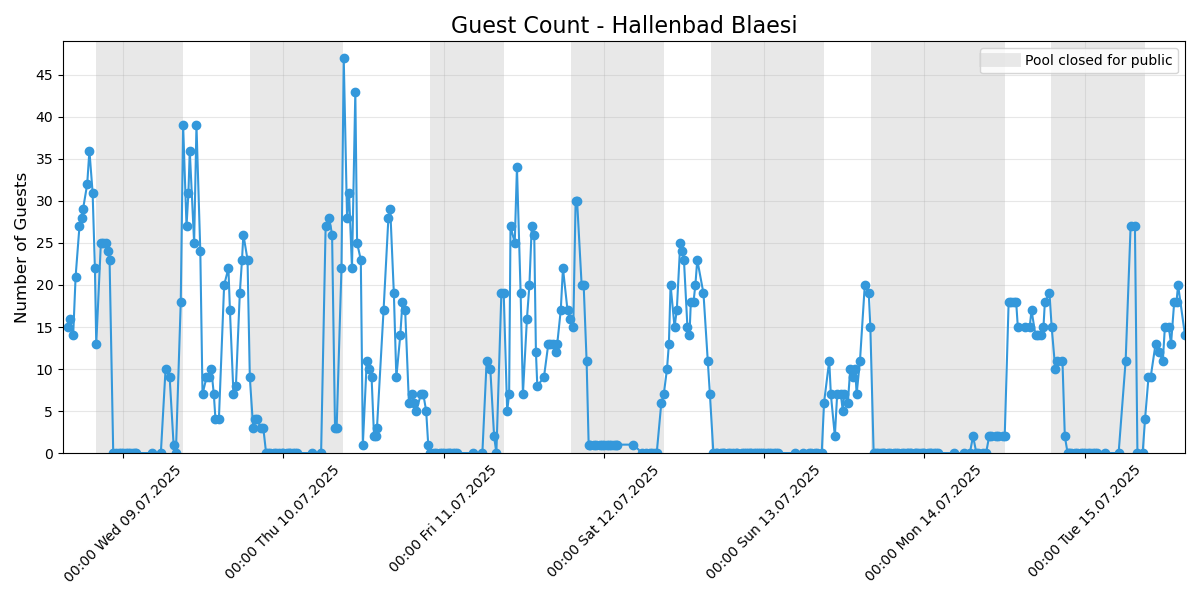 Guest Count - Hallenbad Blaesi
Pool closed for public
Number of Guests
45
40
35
30
25
20
15
10
5
0
00:00 Wed 09.07.2025
00:00 Thu 10.07.2025
00:00 Fri 11.07.2025
00:00 Sat 12.07.2025
00:00 Sun 13.07.2025
00:00 Mon 14.07.2025
00:00 Tue 15.07.2025